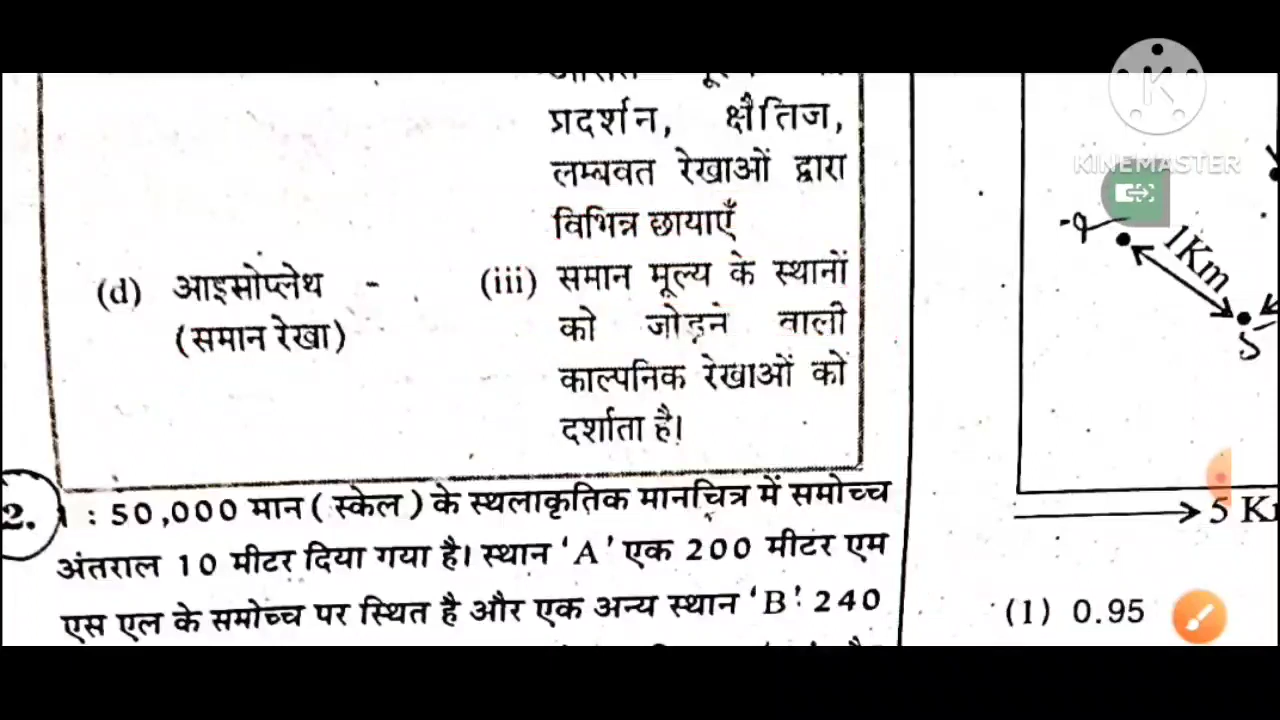 प्रदर्शन, क्षैतिज,
लम्बवत रेखाओं द्वारा
विभिन्न छायाएँ
(d) आइसोप्लेथ - (iii) समान मूल्य के स्थानों
(समान रेखा) को जोड़ने वाली
काल्पनिक रेखाओं को
दर्शाता है।
2. १ : 50,000 मान ( स्केल ) के स्थलाकृतिक मानचित्र में समोच्च
अंतराल 10 मीटर दिया गया है। स्थान 'A' एक 200 मीटर एम
एस एल के समोच्च पर स्थित है और एक अन्य स्थान 'B' 240
KINEMASTER
1Km
S
5 K
(1) 0.95